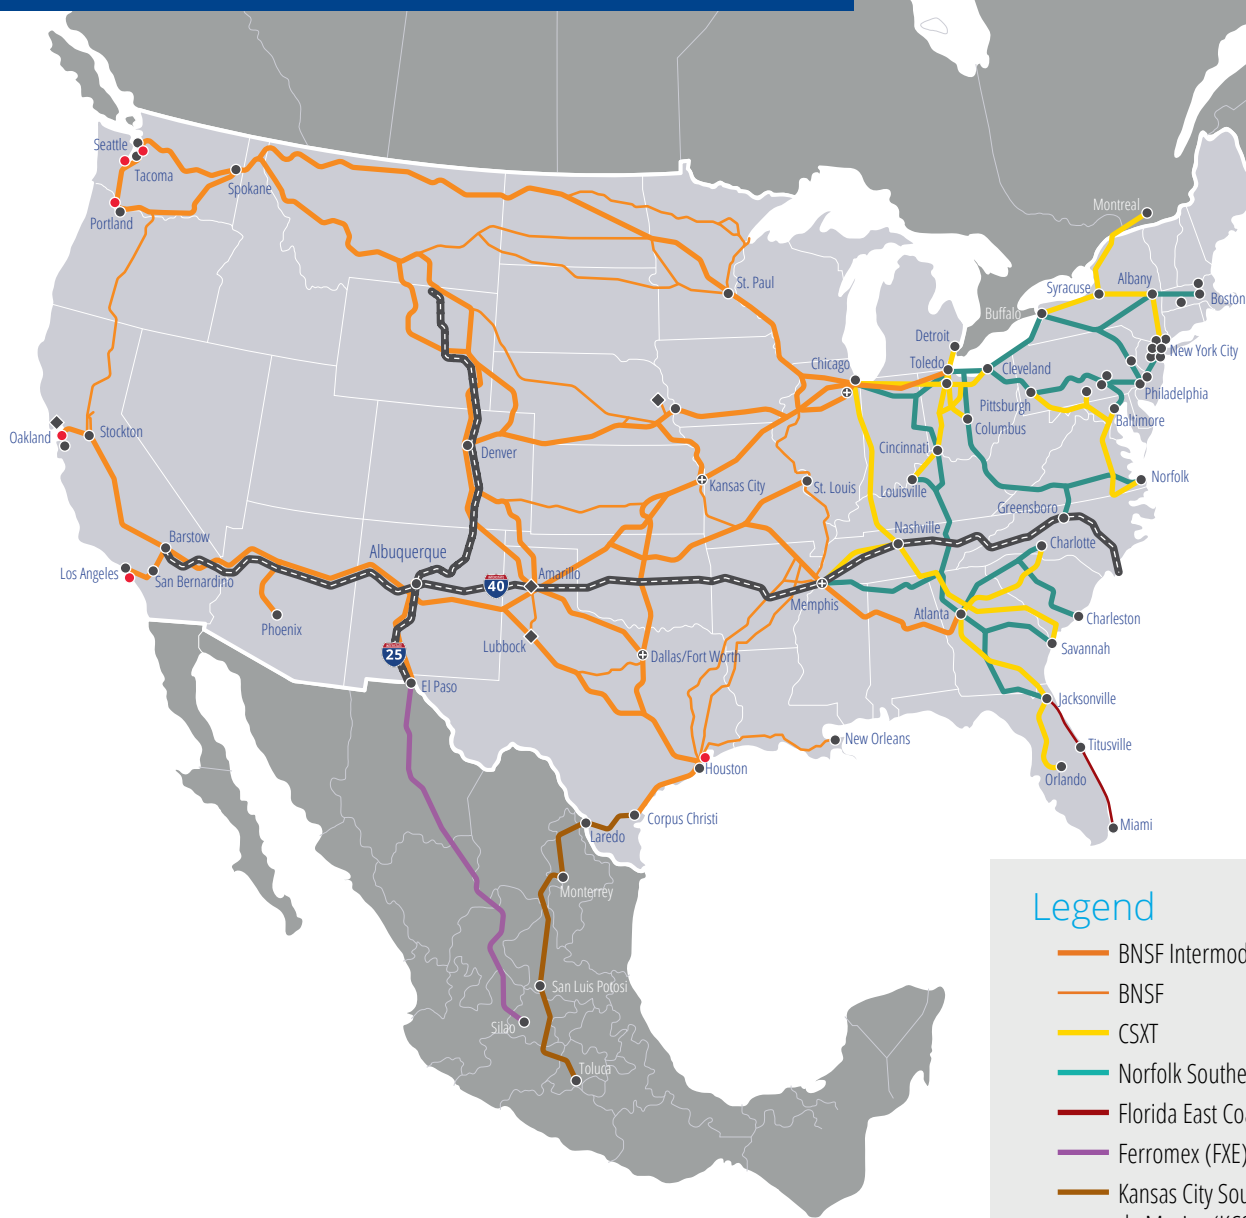 Seattle
Tacoma
Spokane
Portland
Montreal
Syracuse
Albany
Boston
Buffalo
St. Paul
Detroit
Chicago
Toledo
Cleveland
New York City
Pittsburgh
Philadelphia
Columbus
Baltimore
Oakland
Stockton
Denver
Cincinnati
Kansas City
St. Louis
Louisville
Norfolk
Greensboro
Nashville
Barstow
Albuquerque
Charlotte
Los Angeles
San Bernardino
40
Amarillo
Memphis
Atlanta
Charleston
Phoenix
Lubbock
25
Dallas/Fort Worth
Savannah
El Paso
Jacksonville
New Orleans
Titusville
Houston
Orlando
Corpus Christi
Miami
Laredo
Monterrey
San Luis Potosi
Silao
Toluca
Legend
BNSF Intermod
BNSF
CSXT
Norfolk Southe
Florida East Coa
Ferromex (FXE)
Kansas City Sou